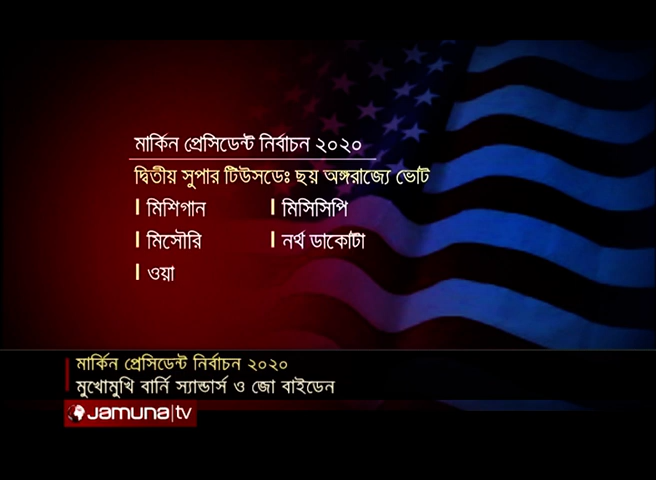 মার্কিন প্রেসিডেন্ট নির্বাচন ২০২০
দ্বিতীয় সুপার টিউসডেঃ ছয় অঙ্গরাজ্যে ভোট
। মিশিগান । মিসিসিপি
। মিসৌরি । নর্থ ডাকোটা
। ওয়া
মার্কিন প্রেসিডেন্ট নির্বাচন ২০২০
মুখোমুখি বার্নি স্যান্ডার্স ও জো বাইডেন
Jamuna|tv